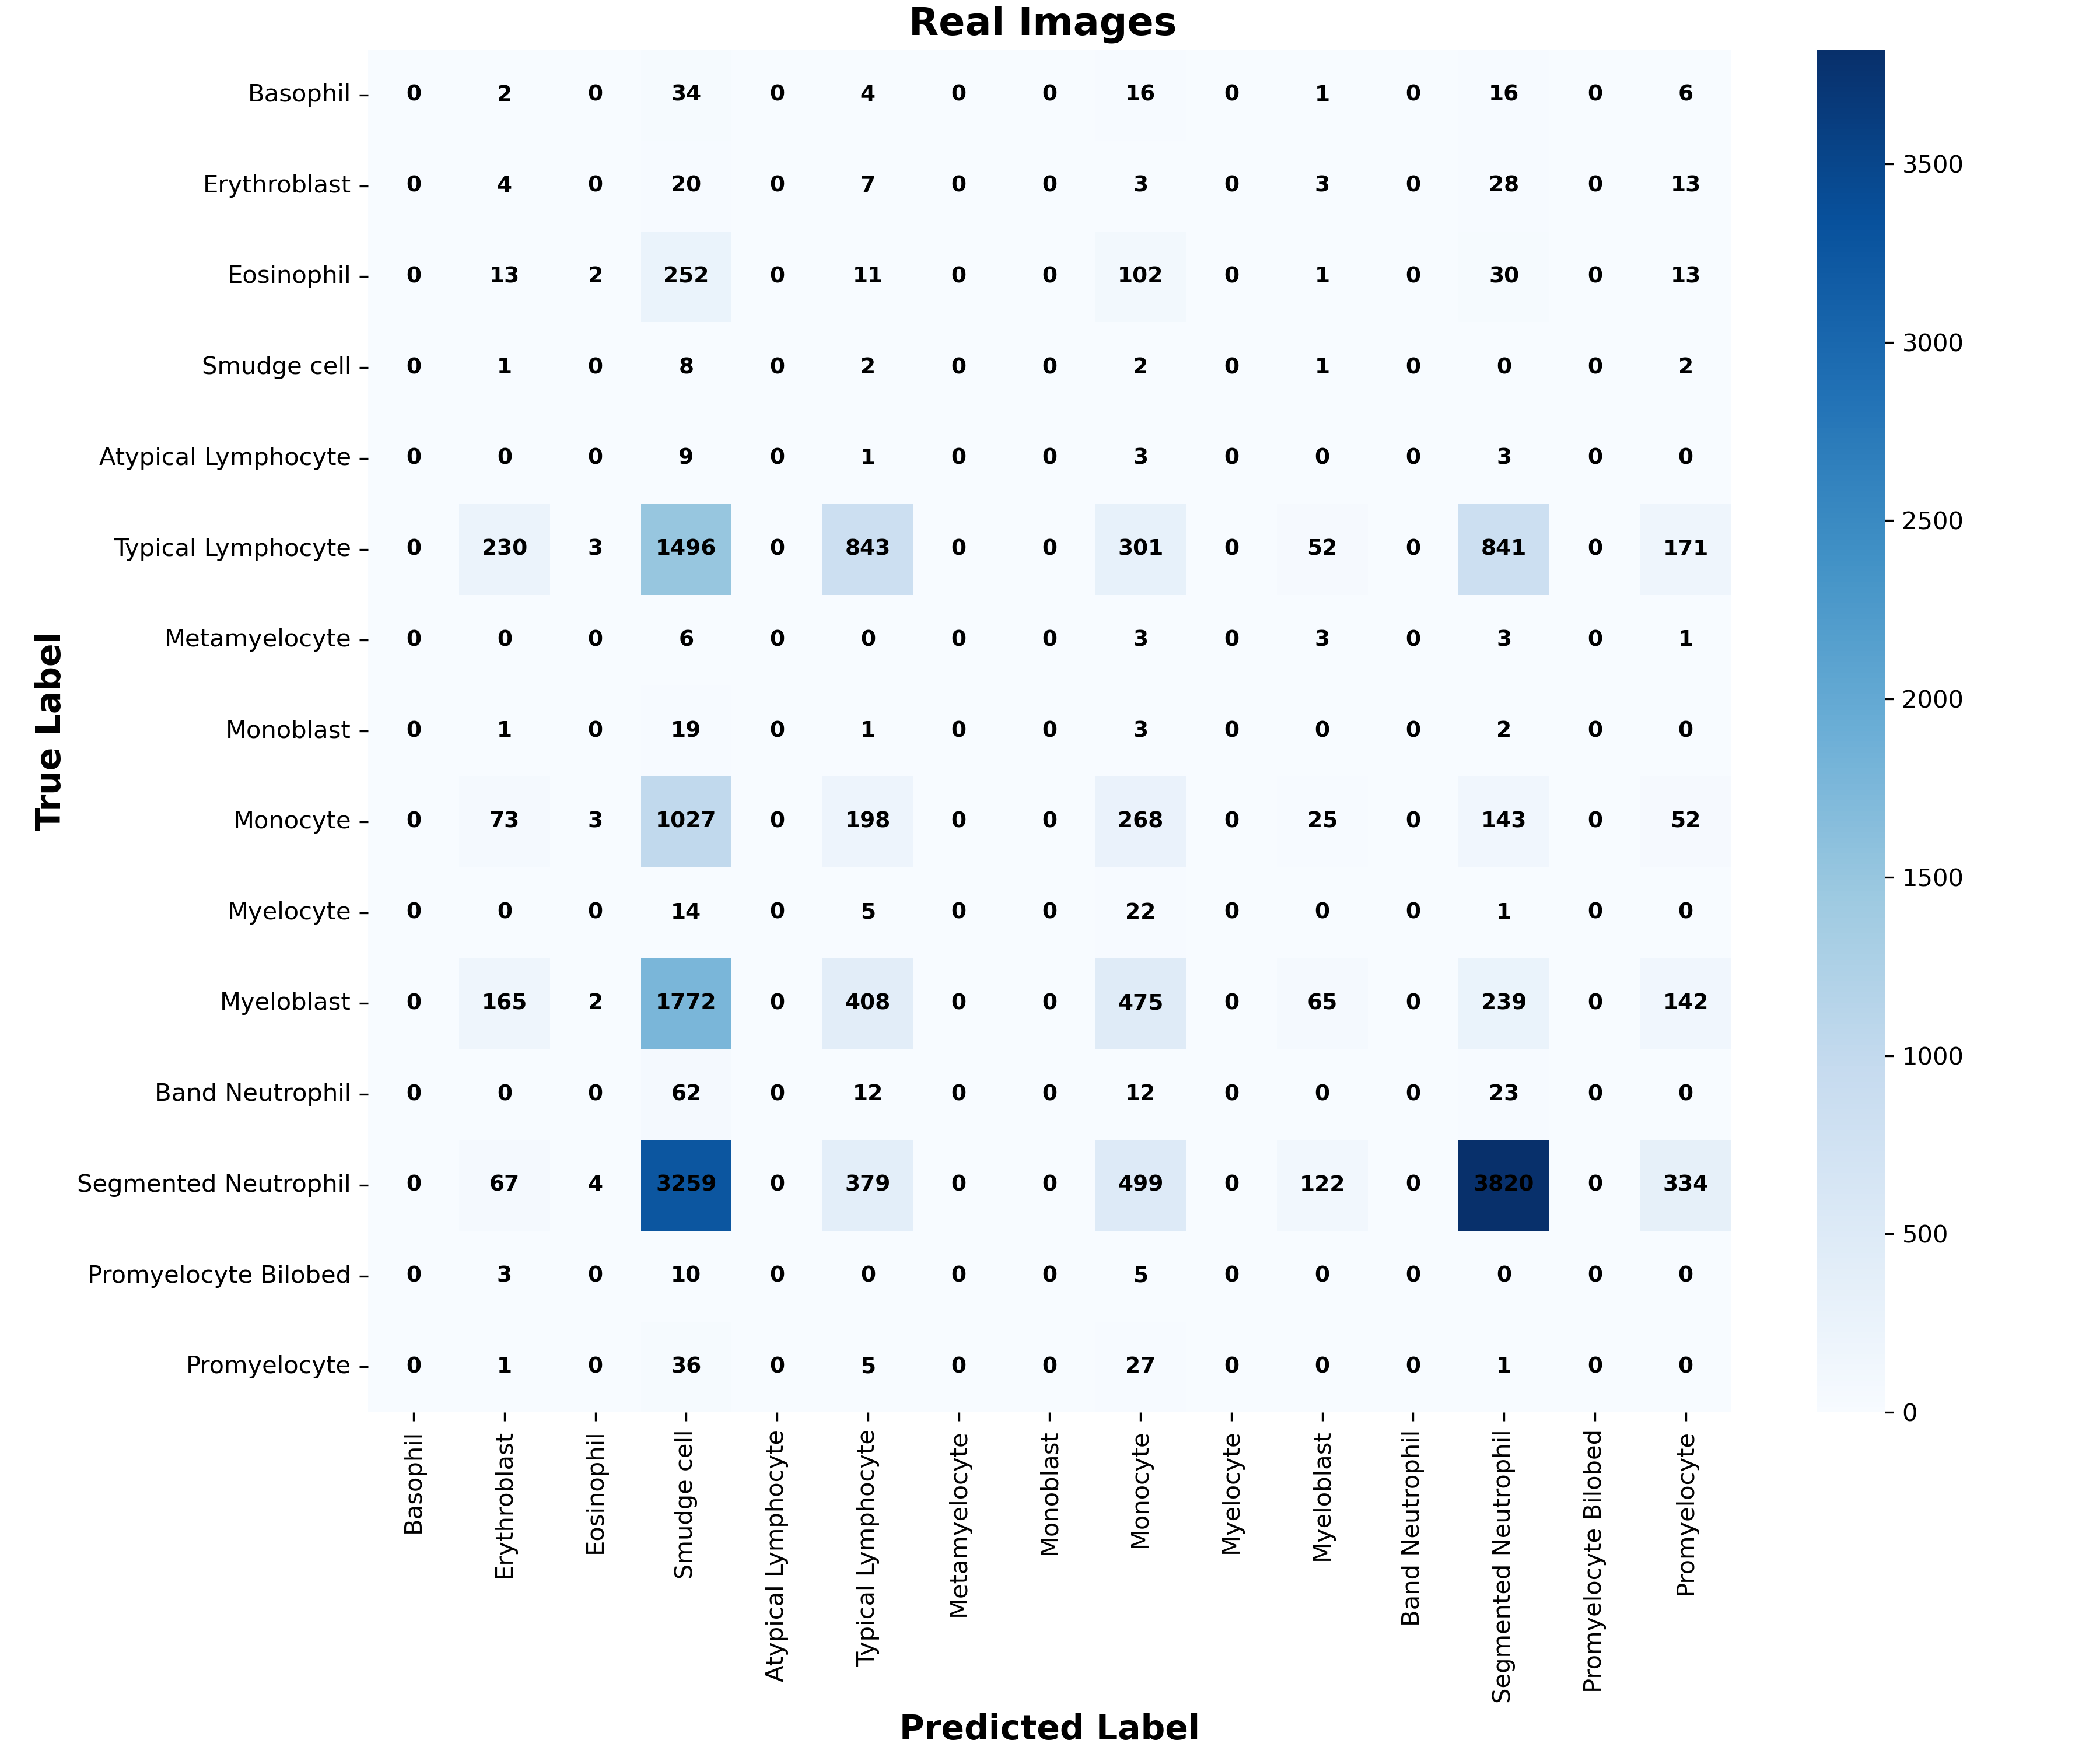 Real Images
Basophil 0 2 0 34 0 4 0 0 16 0 1 0 16 0 6
Erythroblast 0 4 0 20 0 7 0 0 3 0 3 0 28 0 13
Eosinophil 0 13 2 252 0 11 0 0 102 0 1 0 30 0 13
Smudge cell 0 1 0 8 0 2 0 0 2 0 1 0 0 0 2
Atypical Lymphocyte 0 0 0 9 0 1 0 0 3 0 0 0 3 0 0
Typical Lymphocyte 0 230 3 1496 0 843 0 0 301 0 52 0 841 0 171
Metamyelocyte 0 0 0 6 0 0 0 0 3 0 3 0 3 0 1
Monoblast 0 1 0 19 0 1 0 0 3 0 0 0 2 0 0
Monocyte 0 73 3 1027 0 198 0 0 268 0 25 0 143 0 52
Myelocyte 0 0 0 14 0 5 0 0 22 0 0 0 1 0 0
Myeloblast 0 165 2 1772 0 408 0 0 475 0 65 0 239 0 142
Band Neutrophil 0 0 0 62 0 12 0 0 12 0 0 0 23 0 0
Segmented Neutrophil 0 67 4 3259 0 379 0 0 499 0 122 0 3820 0 334
Promyelocyte Bilobed 0 3 0 10 0 0 0 0 5 0 0 0 0 0 0
Promyelocyte 0 1 0 36 0 5 0 0 27 0 0 0 1 0 0
True Label
Basophil
Erythroblast
Eosinophil
Smudge cell
Atypical Lymphocyte
Typical Lymphocyte
Metamyelocyte
Monoblast
Monocyte
Myelocyte
Myeloblast
Band Neutrophil
Segmented Neutrophil
Promyelocyte Bilobed
Promyelocyte
Predicted Label
3500
3000
2500
2000
1500
1000
500
0